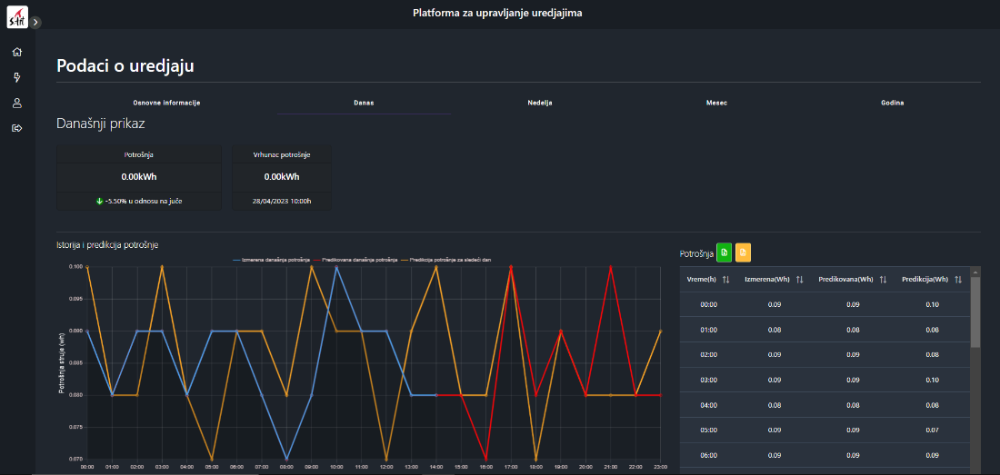 S-Fit
Platforma za upravljanje uredjajima
Podaci o uredjaju
Osnovne informacije Danas Nedelja Mesec Godina
Današnji prikaz
Potrošnja Vrhunac potrošnje
0.00kWh 0.00kWh
-5.50% u odnosu na juče 28/04/2023 10:00h
Istorija i predikcija potrošnje
Izmerena današnja potrošnja Predikovana današnja potrošnja Predikcija potrošnje za sledeći dan
Potrošnja struje (wh)
0.100
0.095
0.090
0.085
0.080
0.075
0.070
00:00 01:00 02:00 03:00 04:00 05:00 06:00 07:00 08:00 09:00 10:00 11:00 12:00 13:00 14:00 15:00 16:00 17:00 18:00 19:00 20:00 21:00 22:00 23:00
Potrošnja
Vreme(h) Izmerena(Wh) Predikovana(Wh) Predikcija(Wh)
00:00 0.09 0.09 0.10
01:00 0.08 0.08 0.08
02:00 0.09 0.09 0.08
03:00 0.09 0.09 0.10
04:00 0.08 0.08 0.08
05:00 0.09 0.09 0.07
06:00 0.09 0.09 0.09